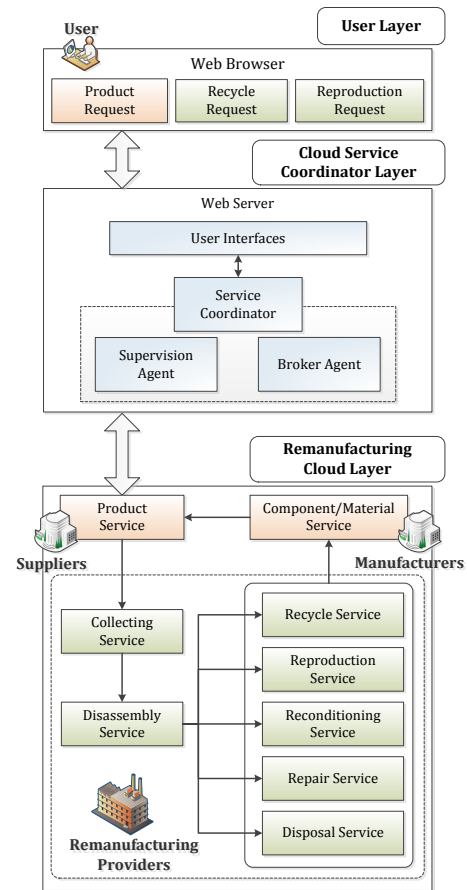 User Layer
User
Web Browser
Product
Request
Recycle
Request
Reproduction
Request
Cloud Service
Coordinator Layer
Web Server
User Interfaces
Service
Coordinator
Supervision
Agent
Broker Agent
Remanufacturing
Cloud Layer
Product
Service
Component/Material
Service
Suppliers
Manufacturers
Collecting
Service
Recycle Service
Reproduction
Service
Disassembly
Service
Reconditioning
Service
Repair Service
Disposal Service
Remanufacturing
Providers